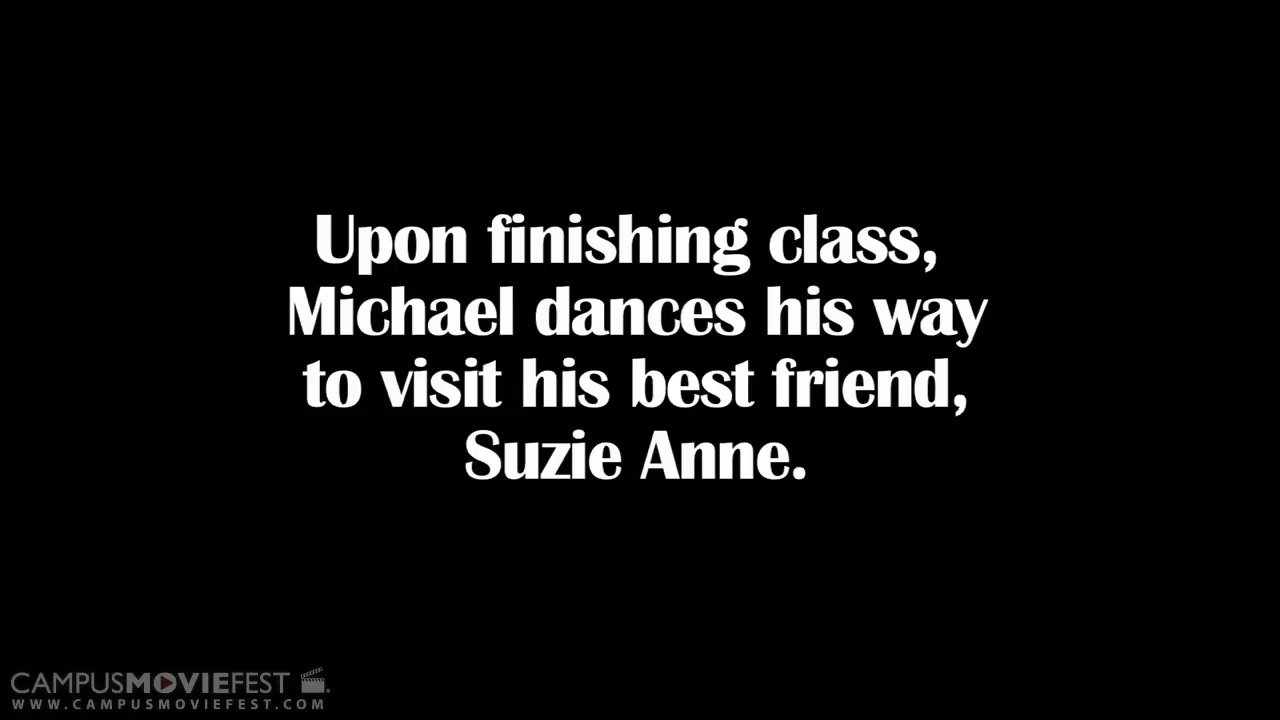 Upon finishing class,
Michael dances his way
to visit his best friend,
Suzie Anne.
CAMPUSMOVIEFEST
WWW.CAMPUSMOVIEFEST.COM